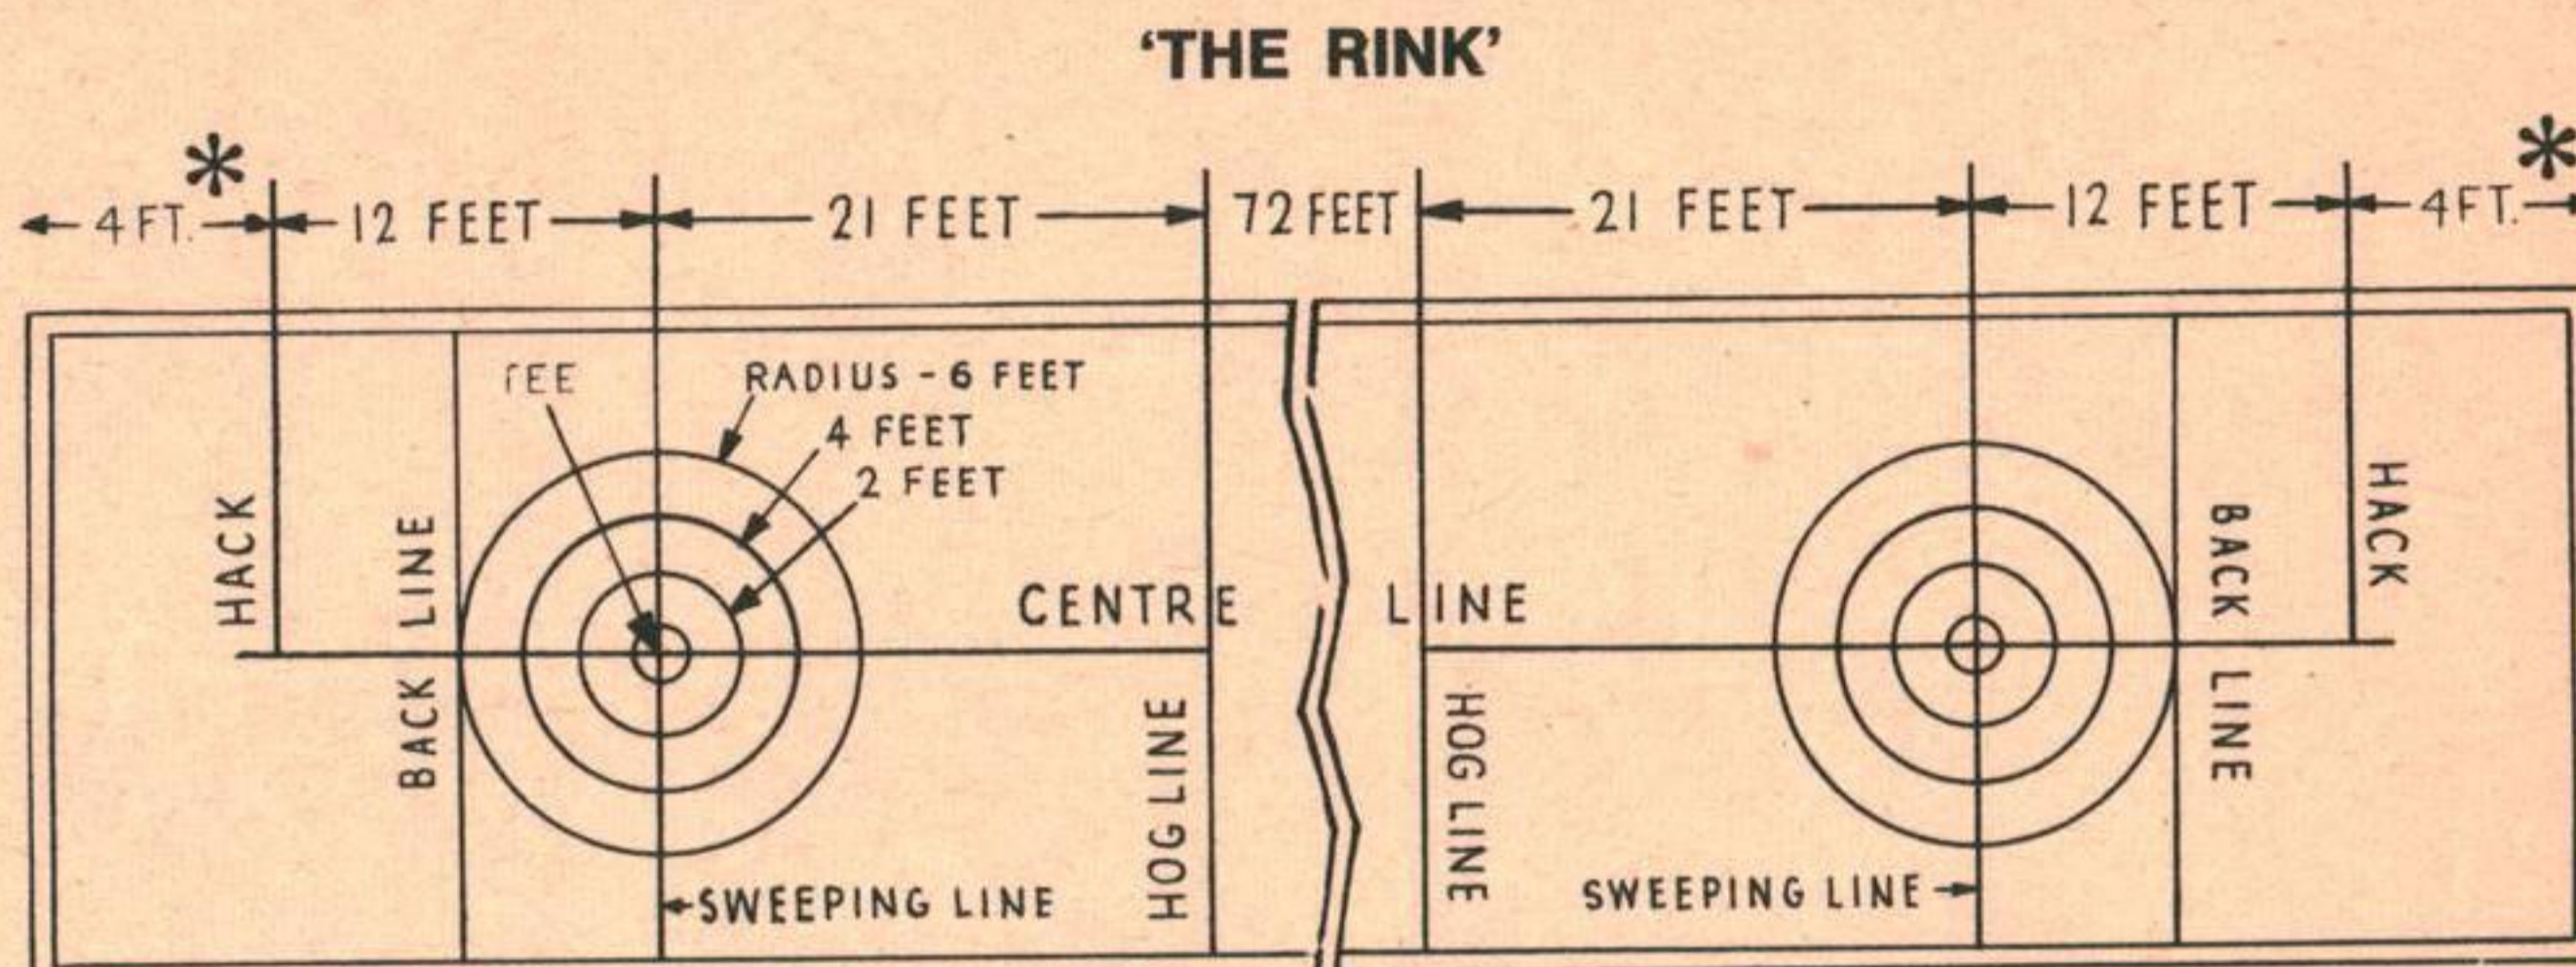 ‘THE RINK’
* *
4 FT. 12 FEET 21 FEET 72 FEET 21 FEET 12 FEET 4 FT.
TEE
RADIUS - 6 FEET
4 FEET
2 FEET
HACK
BACK LINE
CENTRE LINE
HOG LINE
SWEEPING LINE
HOG LINE
SWEEPING LINE
BACK LINE
HACK